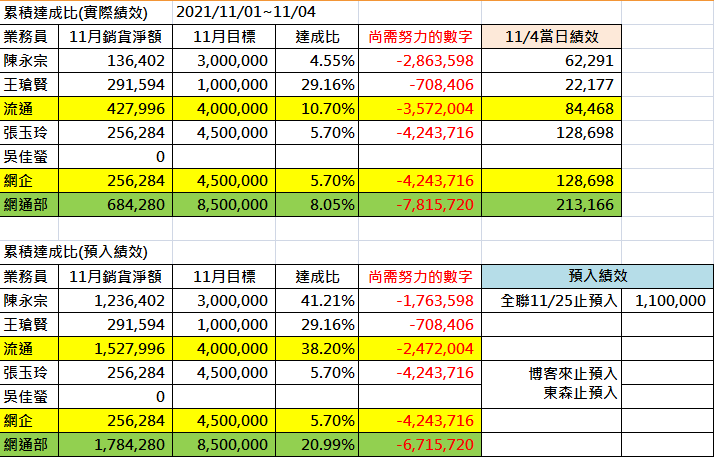 累積達成比(實際績效) 2021/11/01~11/04
業務員 11月銷貨淨額 11月目標 達成比 尚需努力的數字 11/4當日績效
陳永宗 136,402 3,000,000 4.55% -2,863,598 62,291
王瑲賢 291,594 1,000,000 29.16% -708,406 22,177
流通 427,996 4,000,000 10.70% -3,572,004 84,468
張玉玲 256,284 4,500,000 5.70% -4,243,716 128,698
吳佳螢 0
網企 256,284 4,500,000 5.70% -4,243,716 128,698
網通部 684,280 8,500,000 8.05% -7,815,720 213,166
累積達成比(預入績效)
業務員 11月銷貨淨額 11月目標 達成比 尚需努力的數字 預入績效
陳永宗 1,236,402 3,000,000 41.21% -1,763,598 全聯11/25止預入 1,100,000
王瑲賢 291,594 1,000,000 29.16% -708,406
流通 1,527,996 4,000,000 38.20% -2,472,004
張玉玲 256,284 4,500,000 5.70% -4,243,716 博客來止預入
吳佳螢 0 東森止預入
網企 256,284 4,500,000 5.70% -4,243,716
網通部 1,784,280 8,500,000 20.99% -6,715,720